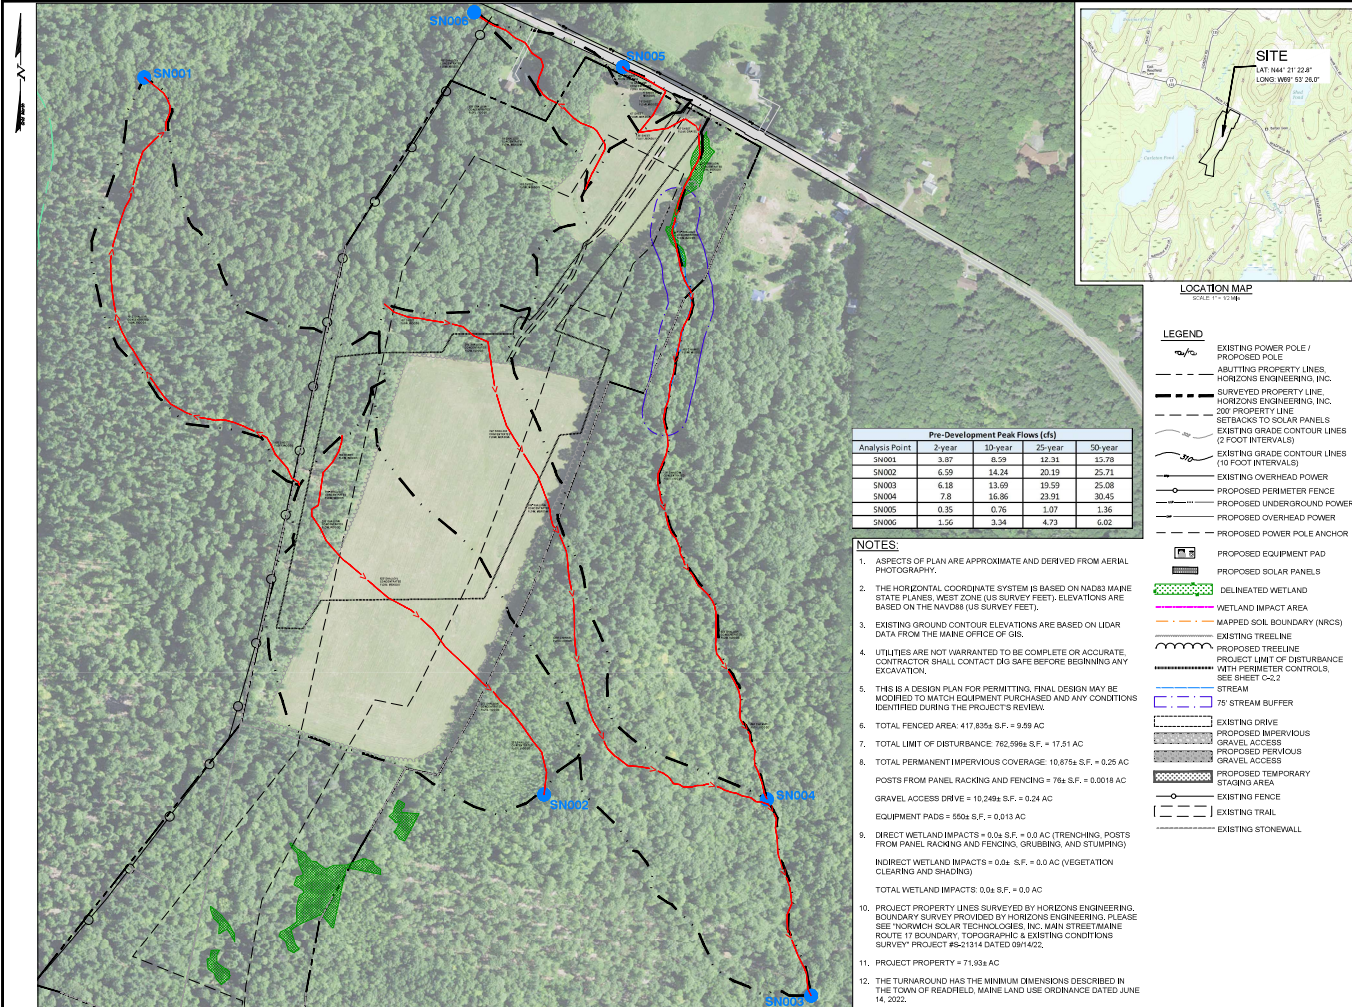 SN006
SN001
SN005
SN002
SN004
SN003
SITE
LAT: N44° 21' 22.8"
LONG: W69° 53' 26.0"
LOCATION MAP
LEGEND
EXISTING POWER POLE /
PROPOSED POLE
ABUTTING PROPERTY LINES,
HORIZONS ENGINEERING, INC.
SURVEYED PROPERTY LINE,
HORIZONS ENGINEERING, INC.
200' PROPERTY LINE
SETBACKS TO SOLAR PANELS
EXISTING GRADE CONTOUR LINES
(2 FOOT INTERVALS)
310
EXISTING GRADE CONTOUR LINES
(10 FOOT INTERVALS)
EXISTING OVERHEAD POWER
PROPOSED PERIMETER FENCE
PROPOSED UNDERGROUND POWER
PROPOSED OVERHEAD POWER
PROPOSED POWER POLE ANCHOR
PROPOSED EQUIPMENT PAD
PROPOSED SOLAR PANELS
DELINEATED WETLAND
WETLAND IMPACT AREA
MAPPED SOIL BOUNDARY (NRCS)
EXISTING TREELINE
PROPOSED TREELINE
PROJECT LIMIT OF DISTURBANCE
WITH PERIMETER CONTROLS,
SEE SHEET C-2.2
STREAM
75' STREAM BUFFER
EXISTING DRIVE
PROPOSED IMPERVIOUS
GRAVEL ACCESS
PROPOSED PERVIOUS
GRAVEL ACCESS
PROPOSED TEMPORARY
STAGING AREA
EXISTING FENCE
EXISTING TRAIL
EXISTING STONEWALL
Pre-Development Peak Flows (cfs)
Analysis Point 2-year 10-year 25-year 50-year
SN001 3.87 8.59 12.31 15.78
SN002 6.59 14.24 20.19 25.71
SN003 6.18 13.69 19.59 25.08
SN004 7.8 16.86 23.91 30.45
SN005 0.35 0.76 1.07 1.36
SN006 1.56 3.34 4.73 6.02
NOTES:
1. ASPECTS OF PLAN ARE APPROXIMATE AND DERIVED FROM AERIAL
PHOTOGRAPHY.
2. THE HORIZONTAL COORDINATE SYSTEM IS BASED ON NAD83 MAINE
STATE PLANES, WEST ZONE (US SURVEY FEET). ELEVATIONS ARE
BASED ON THE NAVD88 (US SURVEY FEET).
3. EXISTING GROUND CONTOUR ELEVATIONS ARE BASED ON LIDAR
DATA FROM THE MAINE OFFICE OF GIS.
4. UTILITIES ARE NOT WARRANTED TO BE COMPLETE OR ACCURATE,
CONTRACTOR SHALL CONTACT DIG SAFE BEFORE BEGINNING ANY
EXCAVATION.
5. THIS IS A DESIGN PLAN FOR PERMITTING. FINAL DESIGN MAY BE
MODIFIED TO MATCH EQUIPMENT PURCHASED AND ANY CONDITIONS
IDENTIFIED DURING THE PROJECT'S REVIEW.
6. TOTAL FENCED AREA: 417,835± S.F. = 9.59 AC
7. TOTAL LIMIT OF DISTURBANCE: 762,596± S.F. = 17.51 AC
8. TOTAL PERMANENT IMPERVIOUS COVERAGE: 10,875± S.F. = 0.25 AC
POSTS FROM PANEL RACKING AND FENCING = 76± S.F. = 0.0018 AC
GRAVEL ACCESS DRIVE = 10,249± S.F. = 0.24 AC
EQUIPMENT PADS = 550± S.F. = 0.013 AC
9. DIRECT WETLAND IMPACTS = 0.0± S.F. = 0.0 AC (TRENCHING, POSTS
FROM PANEL RACKING AND FENCING, GRUBBING, AND STUMPING)
INDIRECT WETLAND IMPACTS = 0.0± S.F. = 0.0 AC (VEGETATION
CLEARING AND SHADING)
TOTAL WETLAND IMPACTS: 0.0± S.F. = 0.0 AC
10. PROJECT PROPERTY LINES SURVEYED BY HORIZONS ENGINEERING.
BOUNDARY SURVEY PROVIDED BY HORIZONS ENGINEERING. PLEASE
SEE "NORWICH SOLAR TECHNOLOGIES, INC. MAIN STREET/MAINE
ROUTE 17 BOUNDARY, TOPOGRAPHIC & EXISTING CONDITIONS
SURVEY" PROJECT #S-21314 DATED 09/14/22.
11. PROJECT PROPERTY = 71.93± AC
12. THE TURNAROUND HAS THE MINIMUM DIMENSIONS DESCRIBED IN
THE TOWN OF READFIELD, MAINE LAND USE ORDINANCE DATED JUNE
14, 2022.